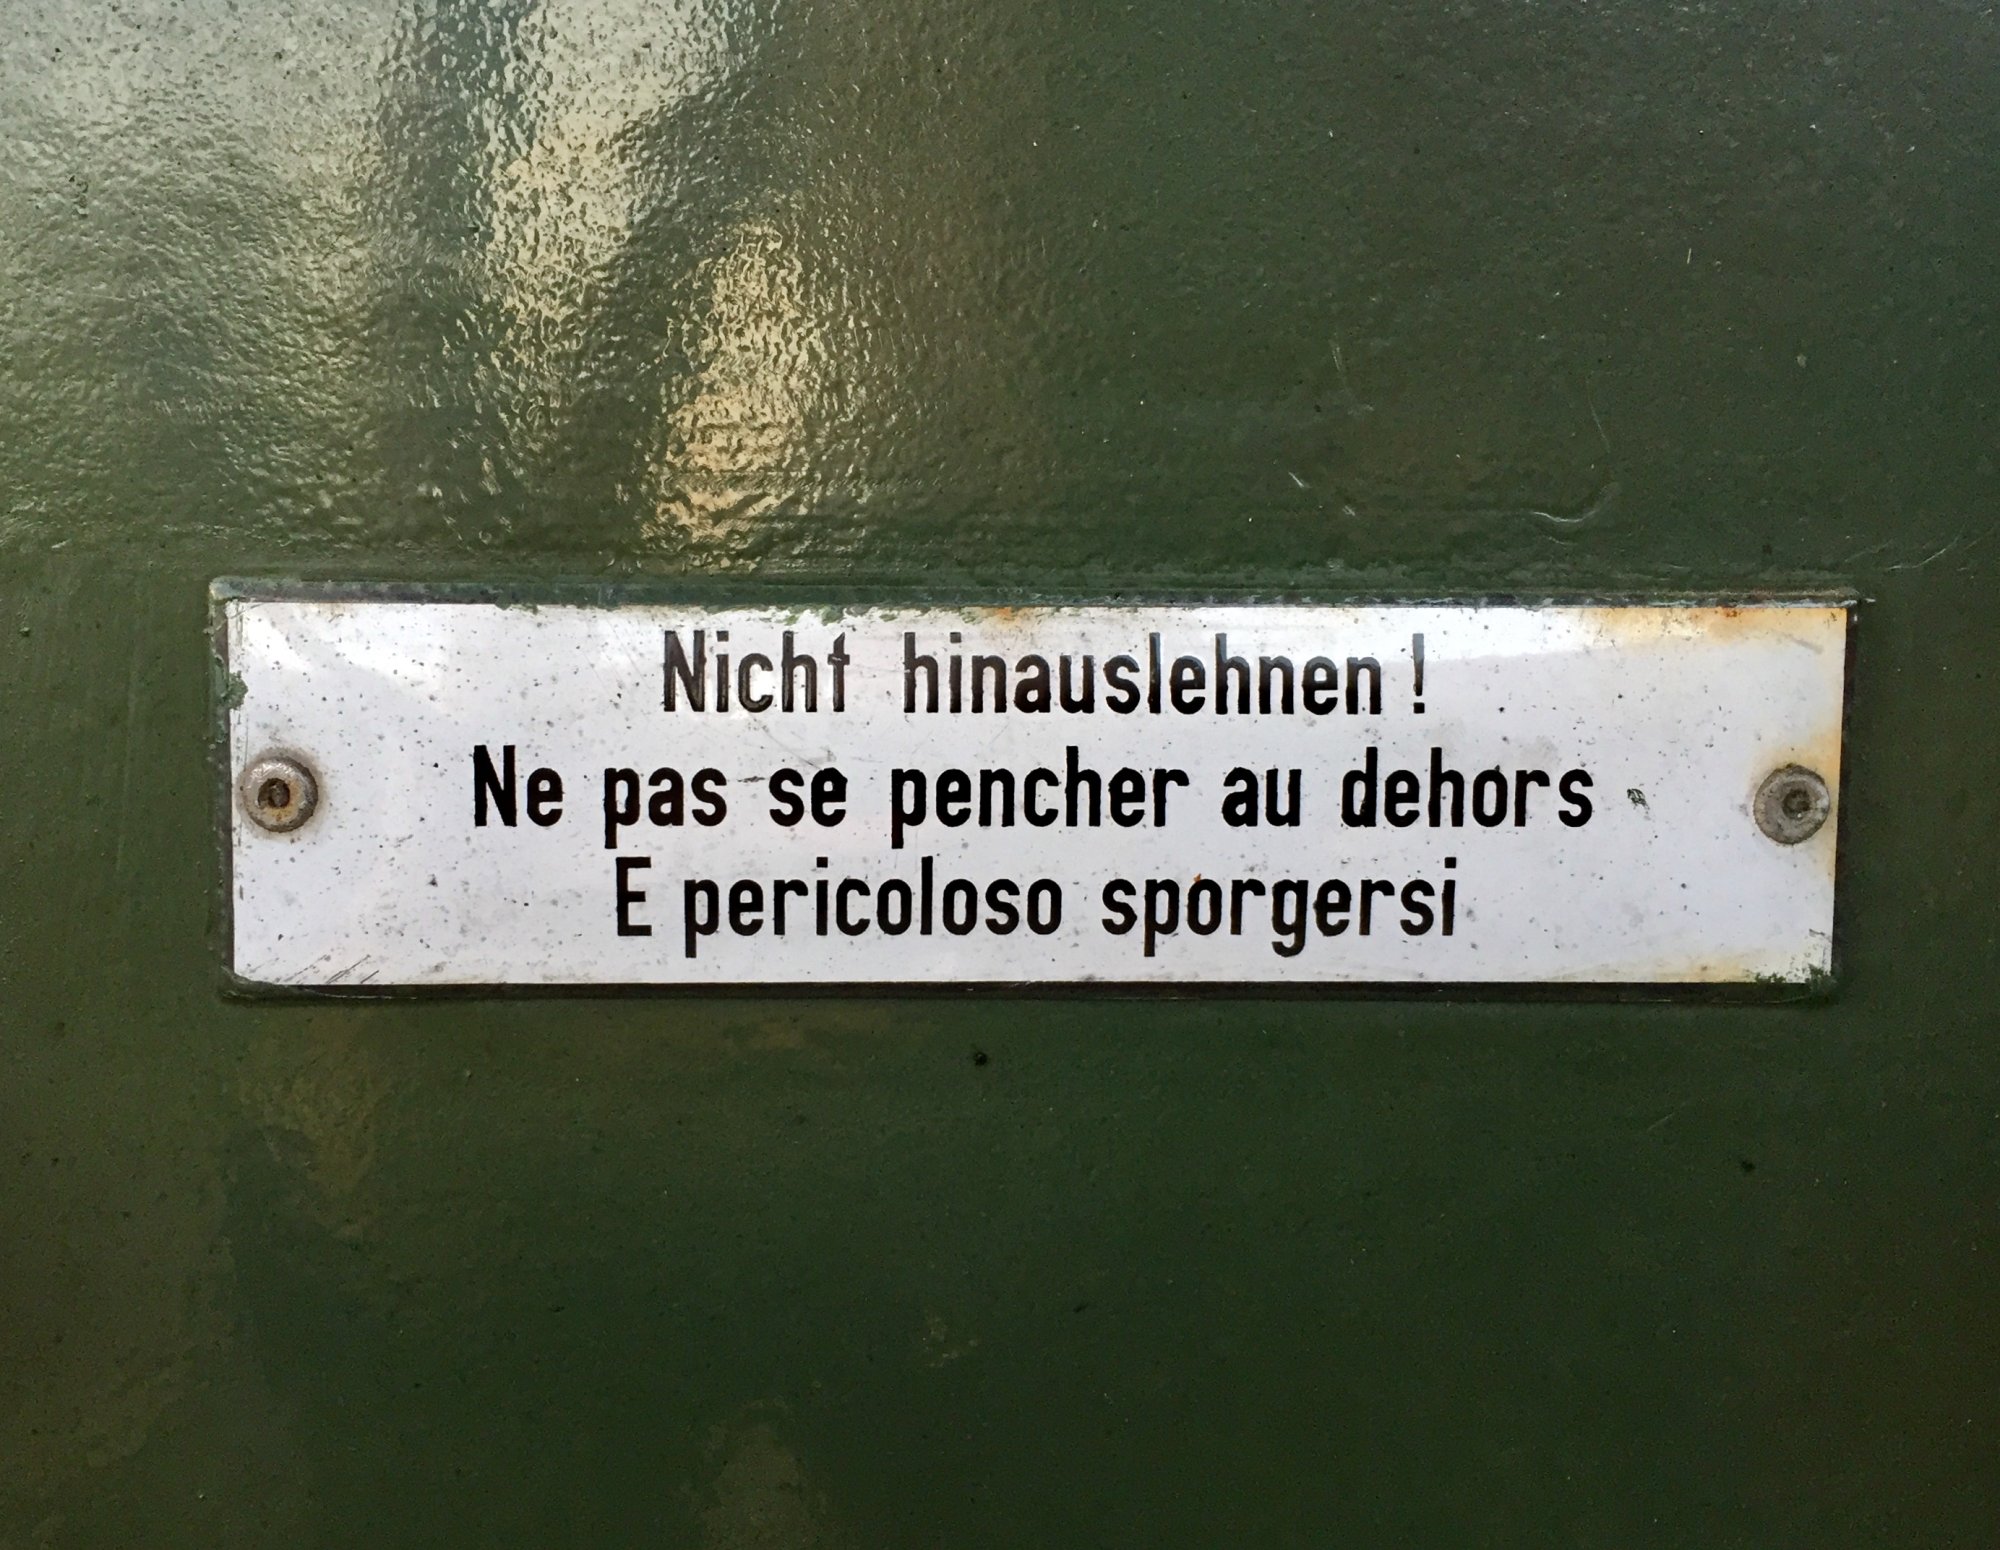 Nicht hinauslehnen!
Ne pas se pencher au dehors
E pericoloso sporgersi